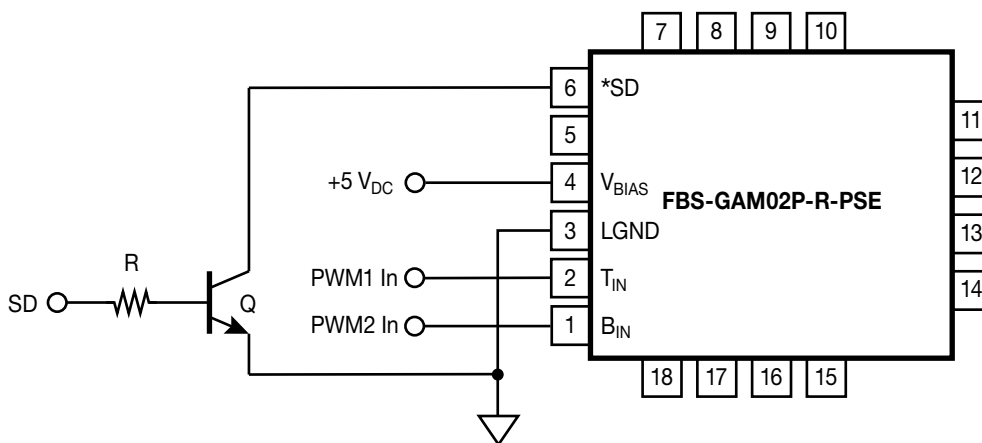 7 8 9 10
6 *SD
5
11
+5 VDC 4 VBIAS
12
FBS-GAM02P-R-PSE
3 LGND
13
R
PWM1 In 2 TIN
14
SD Q
PWM2 In 1 BIN
18 17 16 15